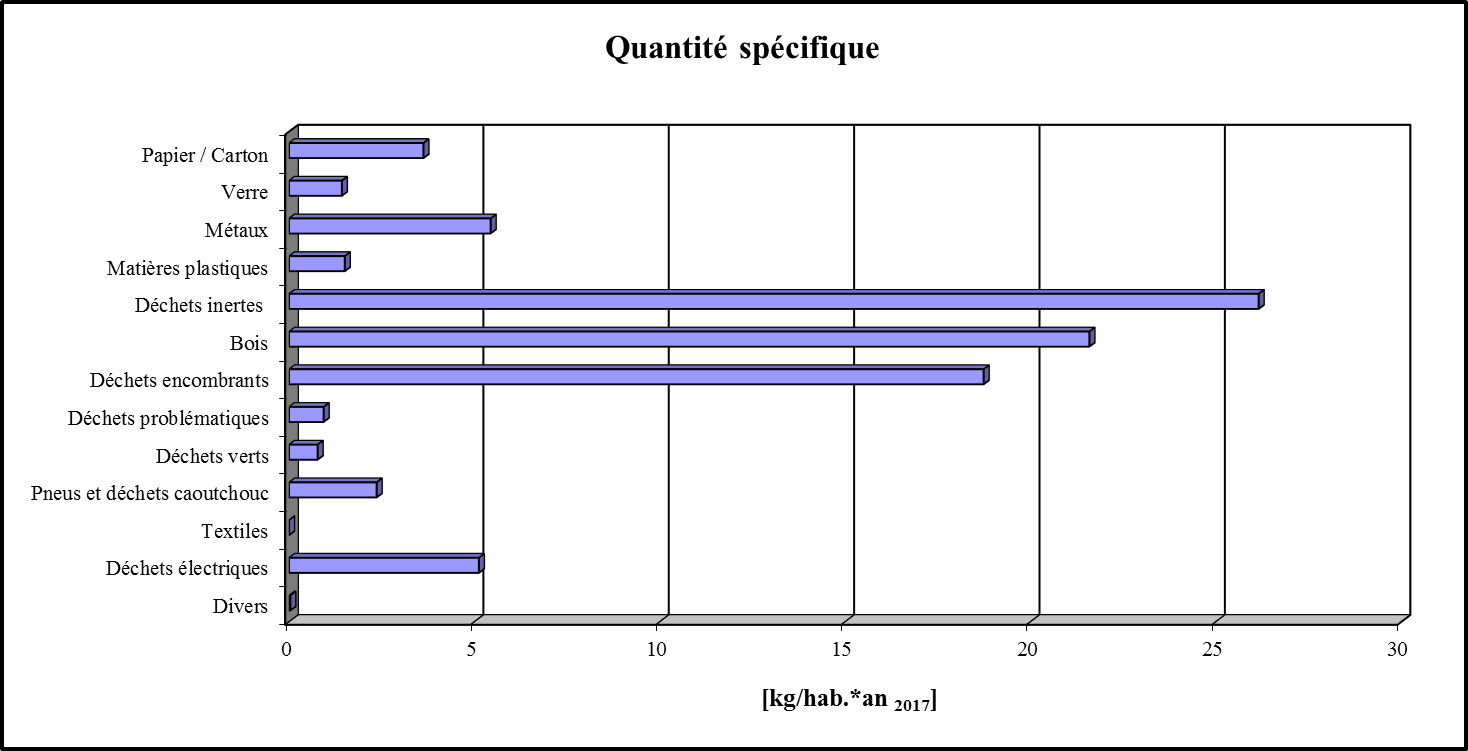 Quantité spécifique
Papier / Carton
Verre
Métaux
Matières plastiques
Déchets inertes
Bois
Déchets encombrants
Déchets problématiques
Déchets verts
Pneus et déchets caoutchouc
Textiles
Déchets électriques
Divers
0 5 10 15 20 25 30
[kg/hab.*an 2017]